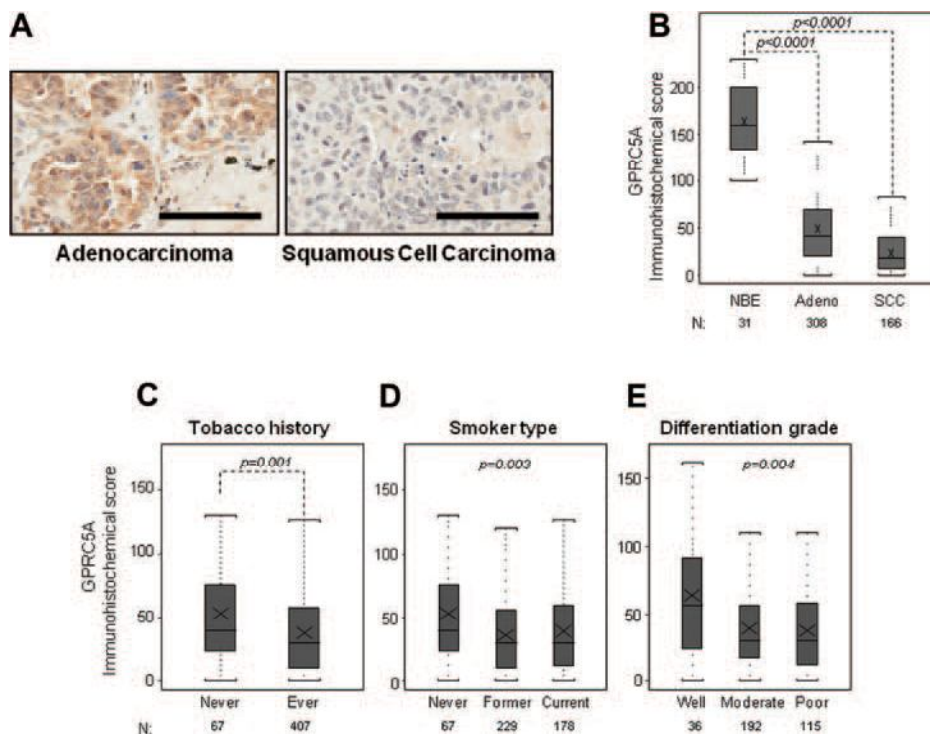 A
Adenocarcinoma
Squamous Cell Carcinoma
B
GPRC5A
Immunohistochemical score
p<0.0001
p<0.0001
200
150
100
50
0
NBE Adeno SCC
N: 31 308 166
C
Tobacco history
GPRC5A
Immunohistochemical score
p=0.001
150
100
50
0
Never Ever
N: 67 407
D
Smoker type
p=0.003
150
100
50
0
Never Former Current
67 229 178
E
Differentiation grade
p=0.004
150
100
50
0
Well Moderate Poor
36 192 115